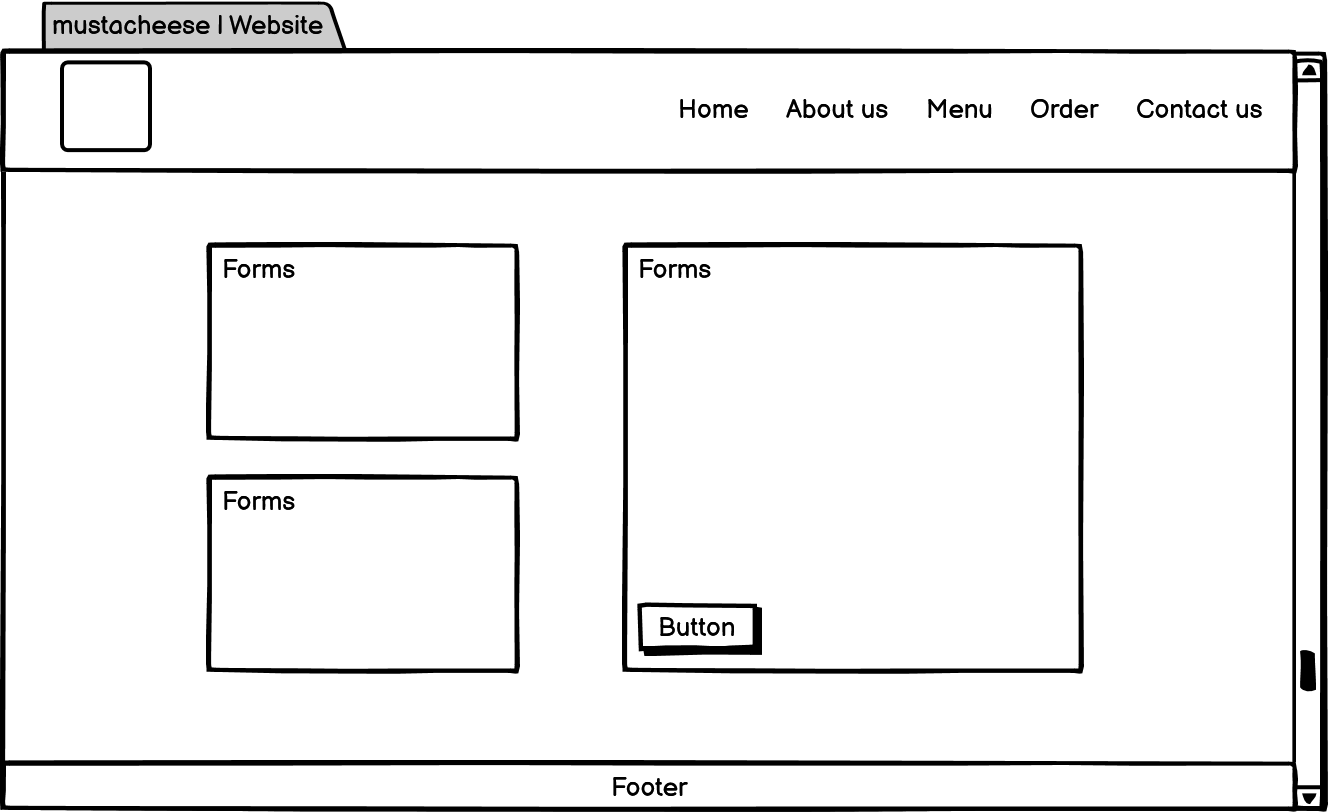 mustacheese | Website
Home About us Menu Order Contact us
Forms
Forms
Forms
Button
Footer